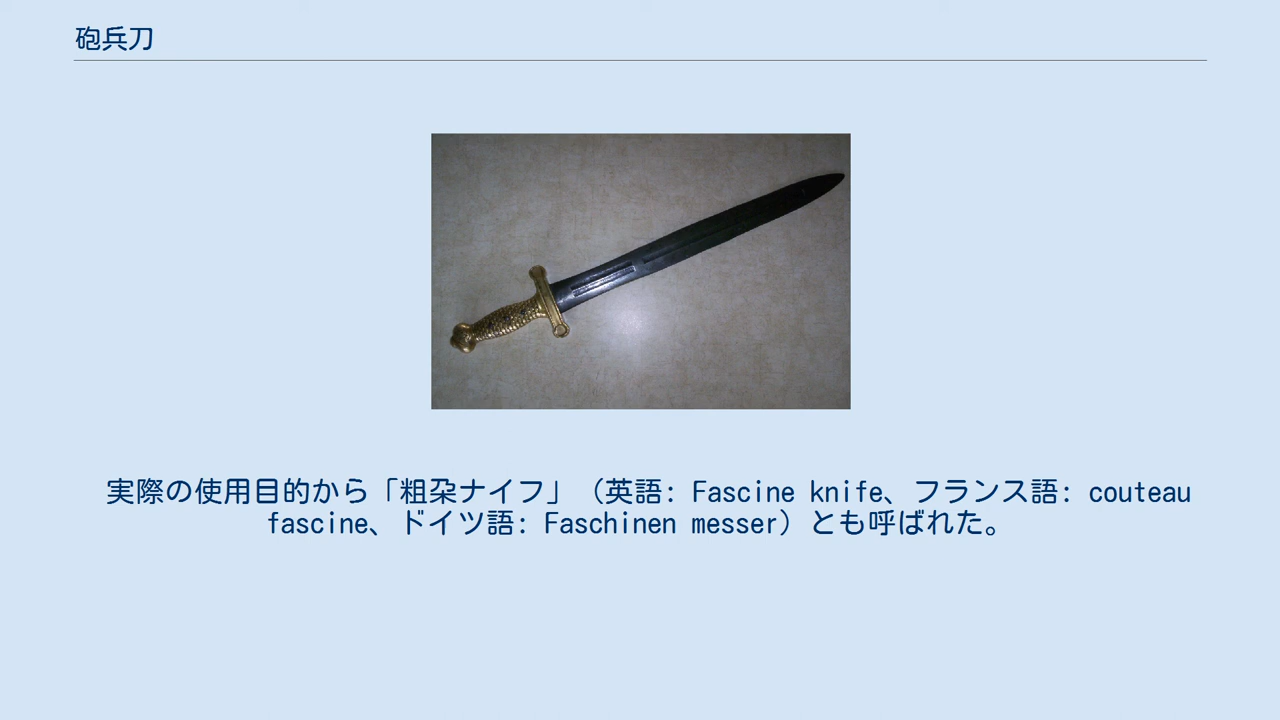 砲兵刀
実際の使用目的から「粗朶ナイフ」（英語: Fascine knife、フランス語: couteau
fascine、ドイツ語: Faschinen messer）とも呼ばれた。